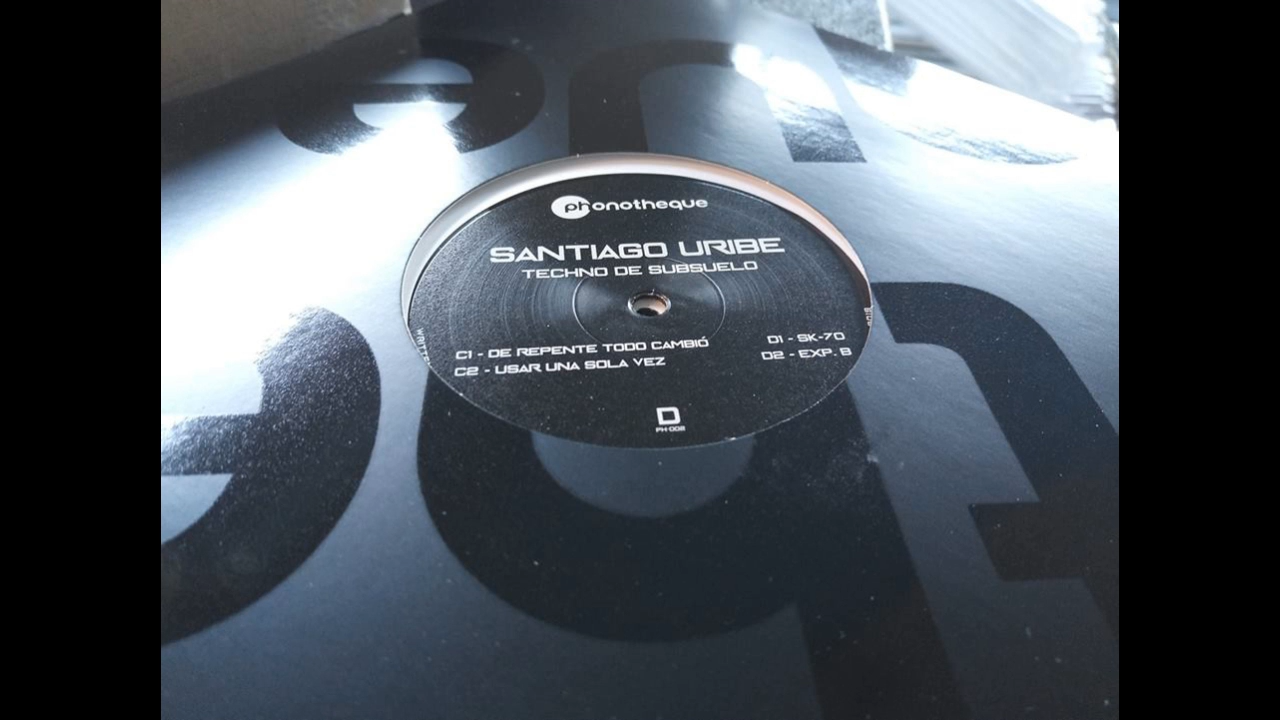 phonotheque
SANTIAGO URIBE
TECHNO DE SUBSUELO
C1 - DE REPENTE TODO CAMBIÓ
C2 - USAR UNA SOLA VEZ
D1 - SK-70
D2 - EXP. B
D
PH-002